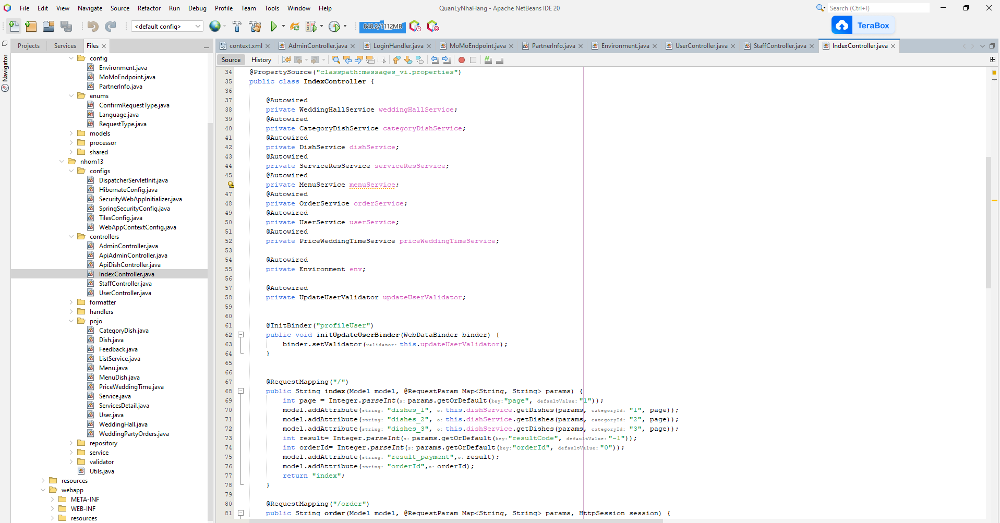 File Edit View Navigate Source Refactor Run Debug Profile Team Tools Window Help
QuanLyNhaHang - Apache NetBeans IDE 20
Search (Ctrl+I)
<default config>
848.2/1112MB
TeraBox
Projects Services Files
Navigator
context.xml AdminController.java LoginHandler.java MoMoEndpoint.java PartnerInfo.java Environment.java UserController.java StaffController.java IndexController.java
Source History
config
Environment.java
MoMoEndpoint.java
PartnerInfo.java
enums
ConfirmRequestType.java
Language.java
RequestType.java
models
processor
shared
nhom13
configs
DispatcherServletInit.java
HibernateConfig.java
SecurityWebAppInitializer.java
SpringSecurityConfig.java
TilesConfig.java
WebAppContextConfig.java
controllers
AdminController.java
ApiAdminController.java
ApiDishController.java
IndexController.java
StaffController.java
UserController.java
formatter
handlers
pojo
CategoryDish.java
Dish.java
Feedback.java
ListService.java
Menu.java
MenuDish.java
PriceWeddingTime.java
Service.java
ServicesDetail.java
User.java
WeddingHall.java
WeddingPartyOrders.java
repository
service
validator
Utils.java
resources
webapp
META-INF
WEB-INF
resources
34 @PropertySource("classpath:messages_vi.properties")
35 public class IndexController {
36
37 @Autowired
38 private WeddingHallService weddingHallService;
39 @Autowired
40 private CategoryDishService categoryDishService;
41 @Autowired
42 private DishService dishService;
43 @Autowired
44 private ServiceResService serviceResService;
45 @Autowired
private MenuService menuService;
47 @Autowired
48 private OrderService orderService;
49 @Autowired
50 private UserService userService;
51 @Autowired
52 private PriceWeddingTimeService priceWeddingTimeService;
53
54 @Autowired
55 private Environment env;
56
57 @Autowired
58 private UpdateUserValidator updateUserValidator;
59
60
61 @InitBinder("profileUser")
62 public void initUpdateUserBinder(WebDataBinder binder) {
63 binder.setValidator(validator: this.updateUserValidator);
64 }
65
66
67 @RequestMapping("/")
68 public String index(Model model, @RequestParam Map<String, String> params) {
69 int page = Integer.parseInt(s: params.getOrDefault(key:"page", defaultValue: "1"));
70 model.addAttribute(string: "dishes_1", o: this.dishService.getDishes(params, categoryId: "1", page));
71 model.addAttribute(string: "dishes_2", o: this.dishService.getDishes(params, categoryId: "2", page));
72 model.addAttribute(string: "dishes_3", o: this.dishService.getDishes(params, categoryId: "3", page));
73 int result= Integer.parseInt(s: params.getOrDefault(key:"resultCode", defaultValue: "-1"));
74 int orderId= Integer.parseInt(s: params.getOrDefault(key:"orderId", defaultValue: "0"));
75 model.addAttribute(string: "result_payment",o: result);
76 model.addAttribute(string: "orderId",o: orderId);
77 return "index";
78 }
79
80 @RequestMapping("/order")
81 public String order(Model model, @RequestParam Map<String, String> params, HttpSession session) {